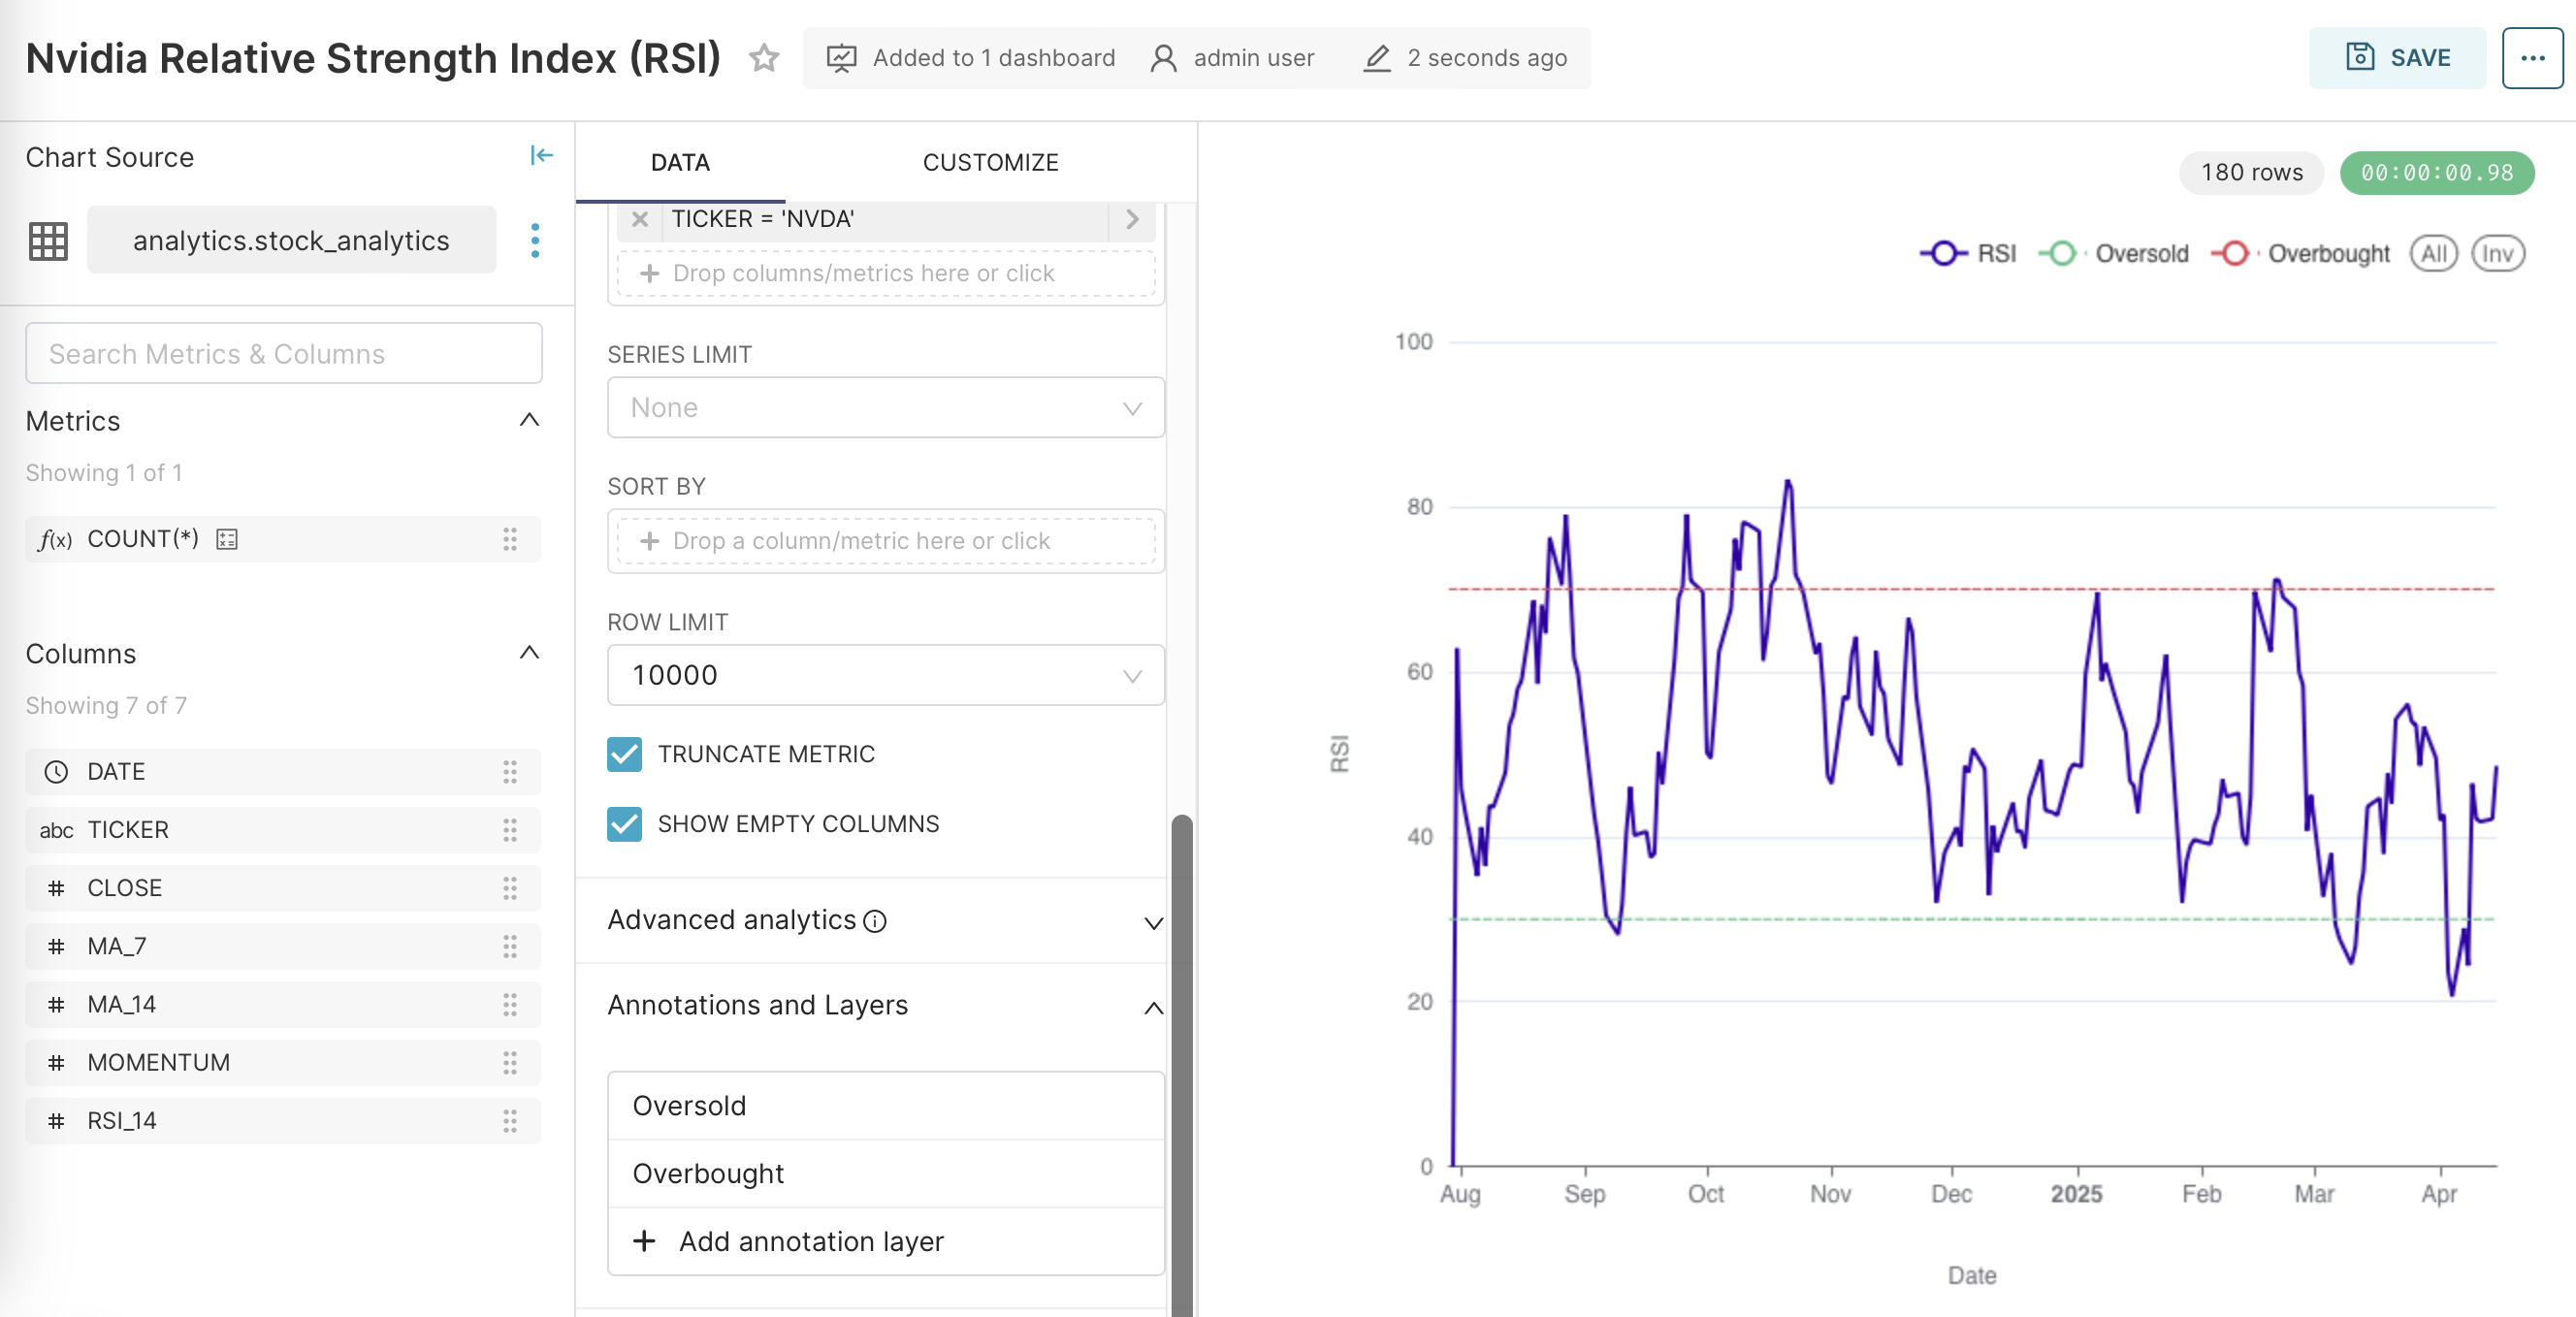 Nvidia Relative Strength Index (RSI)
Added to 1 dashboard
admin user
2 seconds ago
SAVE
Chart Source
analytics.stock_analytics
Search Metrics & Columns
Metrics
Showing 1 of 1
f(x) COUNT(*)
Columns
Showing 7 of 7
DATE
abc TICKER
# CLOSE
# MA_7
# MA_14
# MOMENTUM
# RSI_14
DATA
CUSTOMIZE
TICKER = 'NVDA'
+ Drop columns/metrics here or click
SERIES LIMIT
None
SORT BY
+ Drop a column/metric here or click
ROW LIMIT
10000
TRUNCATE METRIC
SHOW EMPTY COLUMNS
Advanced analytics
Annotations and Layers
Oversold
Overbought
+ Add annotation layer
180 rows
00:00:00.98
RSI
Oversold
Overbought
All
Inv
100
80
60
40
20
0
RSI
Aug
Sep
Oct
Nov
Dec
2025
Feb
Mar
Apr
Date